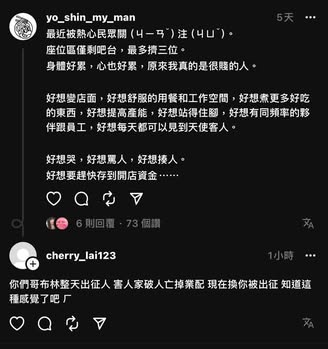 yo_shin_my_man
5天
最近被熱心民眾關 (ㄐㄧㄢˇ) 注 (ㄐㄩˇ)。
座位區僅剩吧台，最多擠三位。
身體好累，心也好累，原來我真的是很賤的人。
好想變店面，好想舒服的用餐和工作空間，好想煮更多好吃
的東西，好想提高產能，好想站得住腳，好想有同頻率的夥
伴跟員工，好想每天都可以見到天使客人。
好想哭，好想罵人，好想揍人。
好想要趕快存到開店資金⋯⋯
6 則回覆 · 73 個讚
cherry_lai123
1小時
你們哥布林整天出征人 害人家破人亡掉業配 現在換你被出征 知道這
種感覺了吧 ㄏ